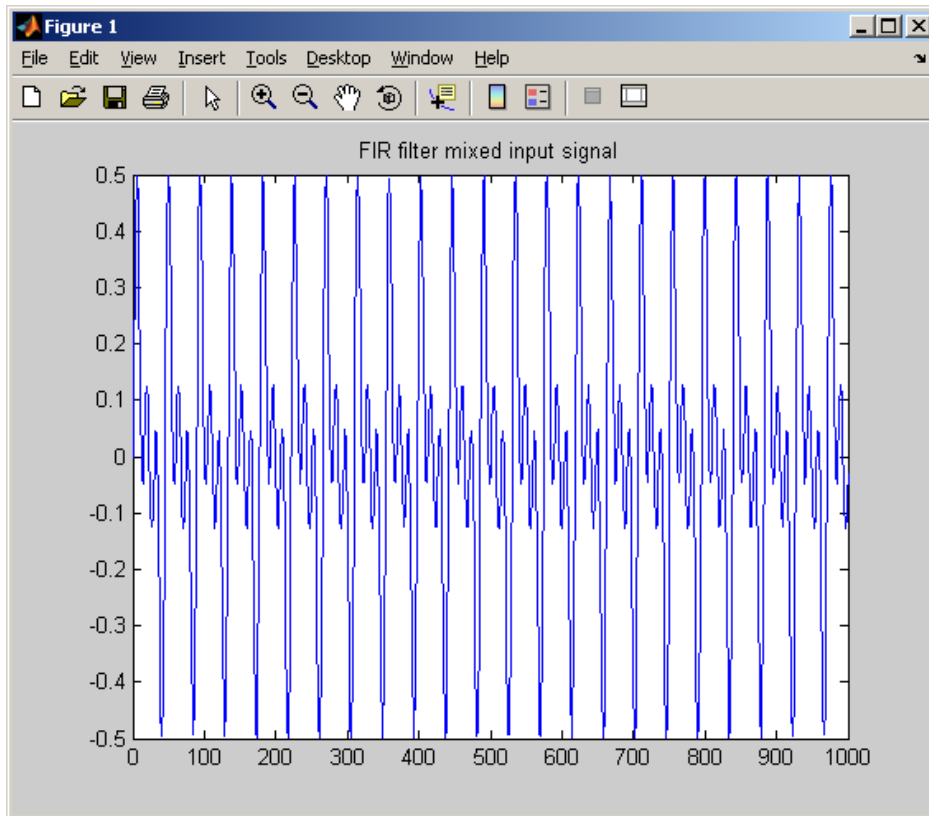 Figure 1
File Edit View Insert Tools Desktop Window Help
FIR filter mixed input signal
0.5
0.4
0.3
0.2
0.1
0
-0.1
-0.2
-0.3
-0.4
-0.5
0 100 200 300 400 500 600 700 800 900 1000